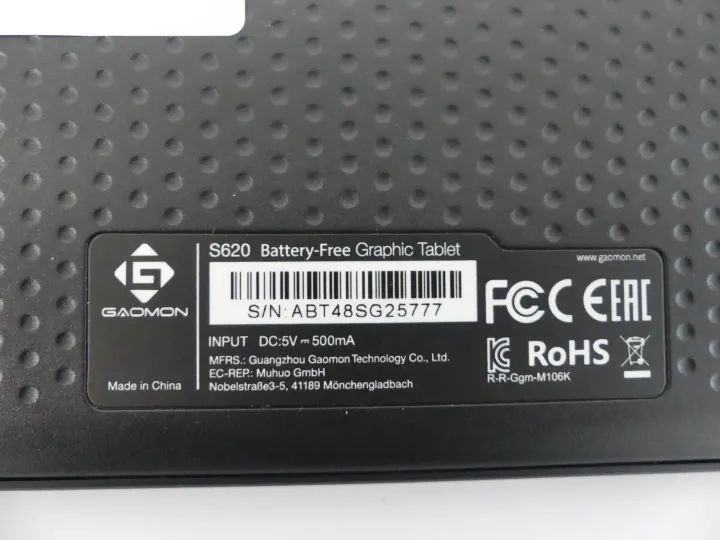 S620 Battery-Free Graphic Tablet
www.gaomon.net
GAOMON
S/N: ABT48SG25777
FCC CE EAC
INPUT DC:5V⎓500mA
MFRS.: Guangzhou Gaomon Technology Co., Ltd.
EC-REP: Muhuo GmbH
Nobelstraße3-5, 41189 Mönchengladbach
Made in China
RoHS
R-R-Ggm-M106K